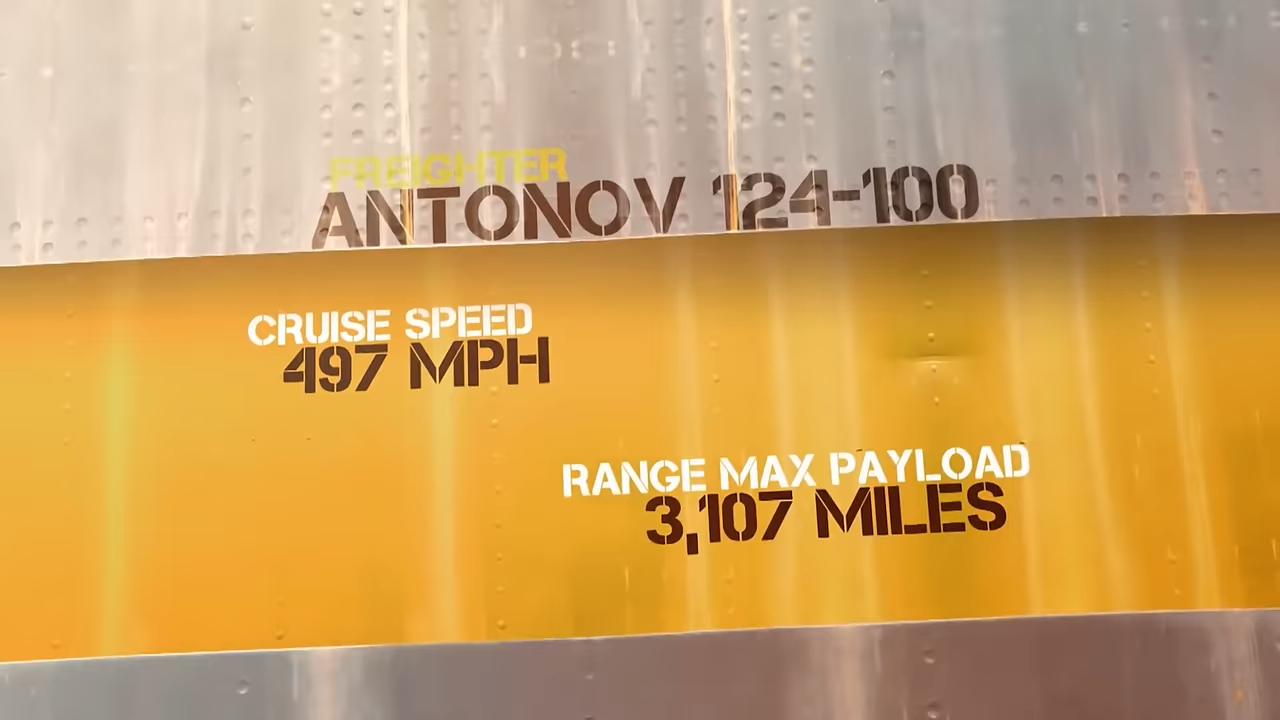 FREIGHTER
ANTONOV 124-100
CRUISE SPEED
497 MPH
RANGE MAX PAYLOAD
3,107 MILES